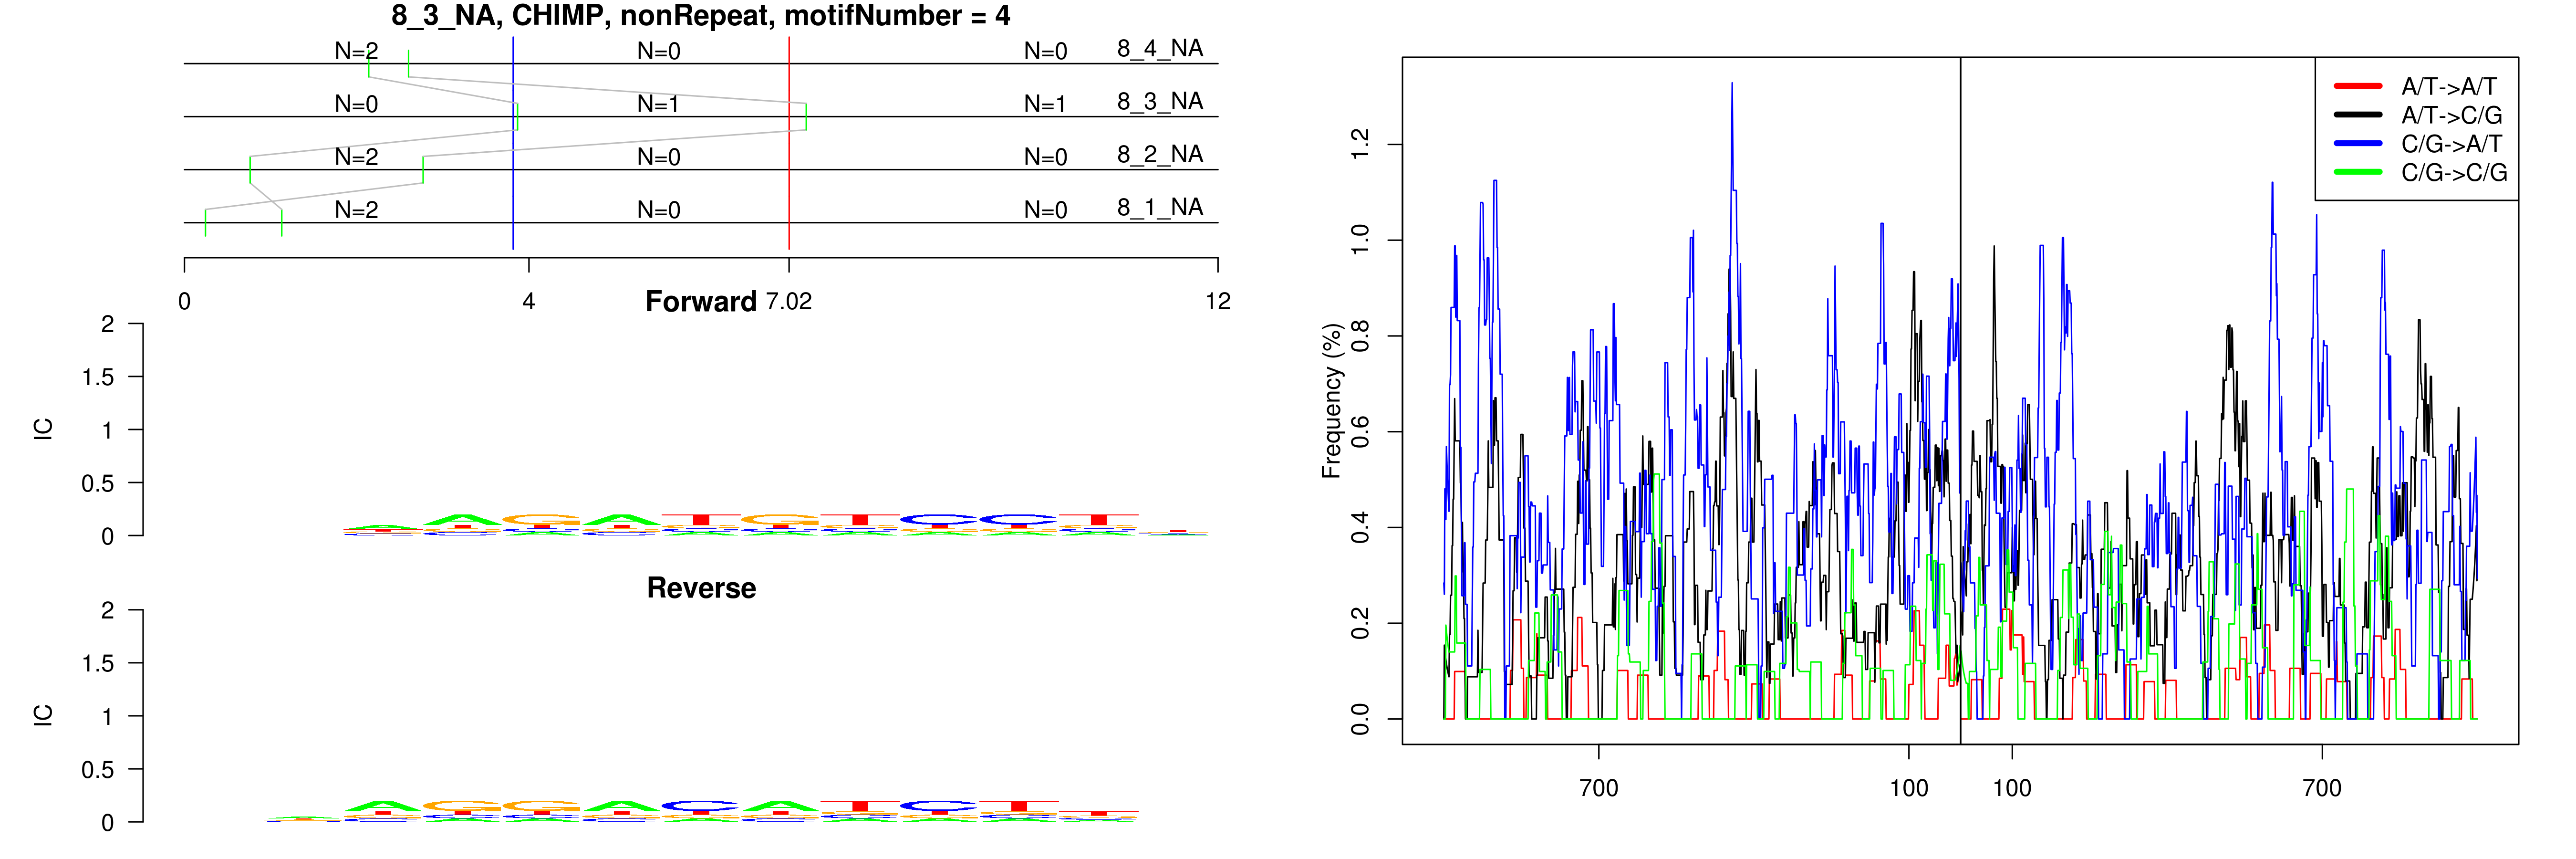 8_3_NA, CHIMP, nonRepeat, motifNumber = 4
N=2 N=0 N=0 8_4_NA
N=0 N=1 N=1 8_3_NA
N=2 N=0 N=0 8_2_NA
N=2 N=0 N=0 8_1_NA
0 4 7.02 12
Forward
IC
2
1.5
1
0.5
0
A A G A T G T C C T
Reverse
IC
2
1.5
1
0.5
0
A G G A C A T C T T
Frequency (%)
1.2
1.0
0.8
0.6
0.4
0.2
0.0
700 100 100 700
A/T->A/T
A/T->C/G
C/G->A/T
C/G->C/G